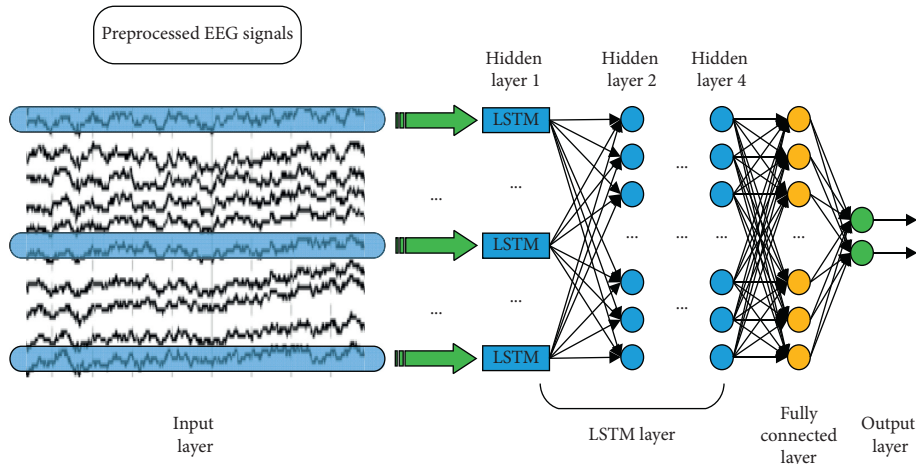 Preprocessed EEG signals
Hidden
layer 1
Hidden
layer 2
Hidden
layer 4
LSTM
...
...
...
LSTM
...
...
...
...
...
...
LSTM
Input
layer
LSTM layer
Fully
connected
layer
Output
layer